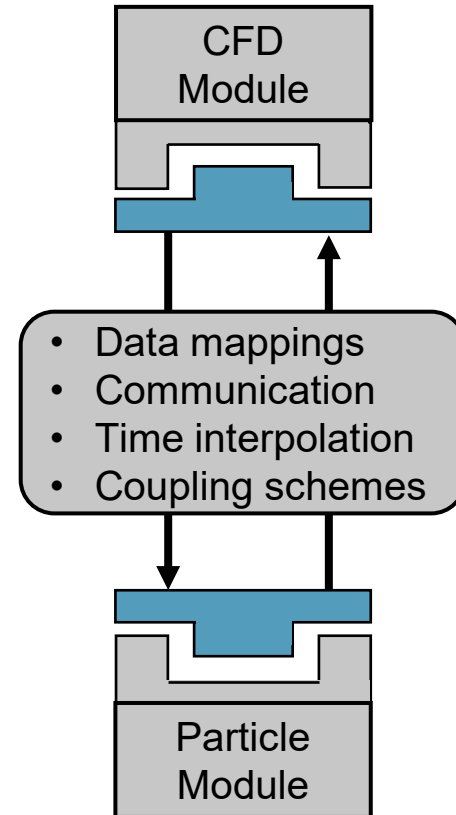 CFD
Module
• Data mappings
• Communication
• Time interpolation
• Coupling schemes
Particle
Module